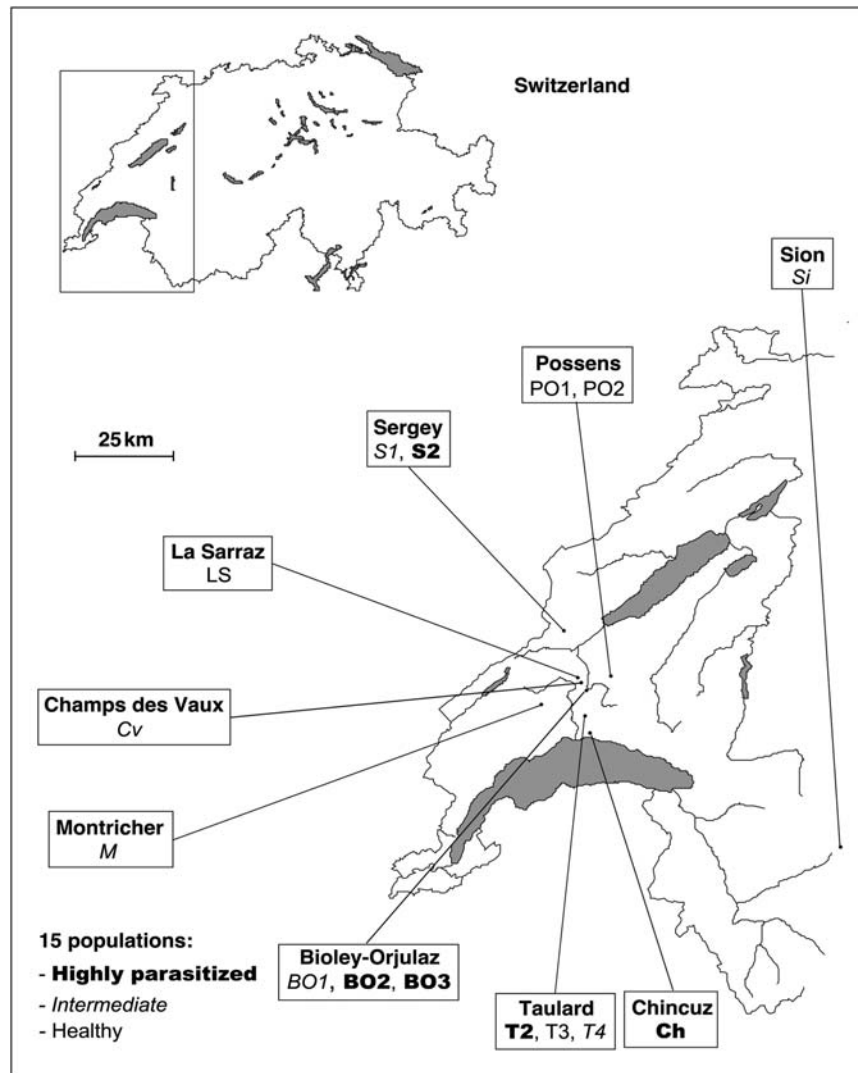 Switzerland
Sion
Si
Possens
PO1, PO2
Sergey
S1, S2
25 km
La Sarraz
LS
Champs des Vaux
Cv
Montricher
M
15 populations:
- Highly parasitized
- Intermediate
- Healthy
Bioley-Orjulaz
BO1, BO2, BO3
Taulard
T2, T3, T4
Chincuz
Ch